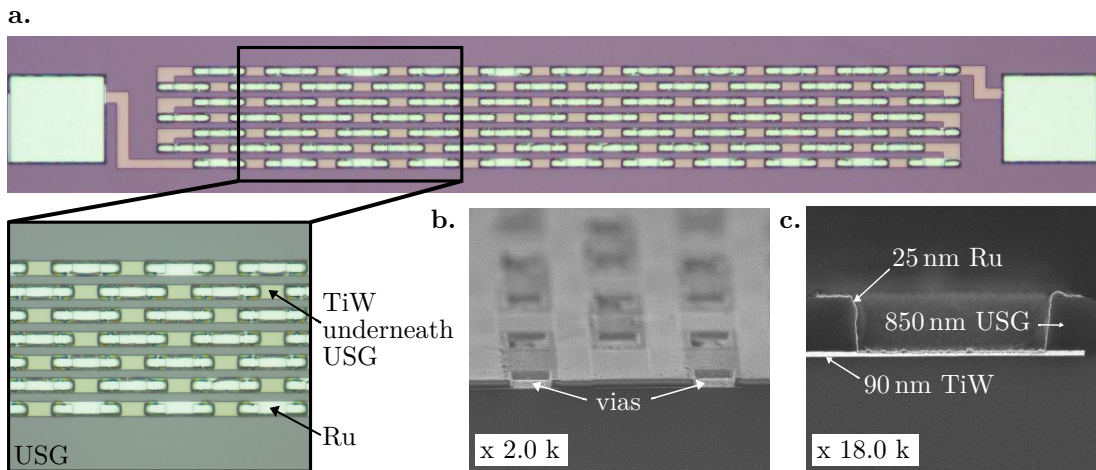 a.
TiW
underneath
USG
Ru
USG
b.
vias
x 2.0 k
c.
25 nm Ru
850 nm USG
90 nm TiW
x 18.0 k